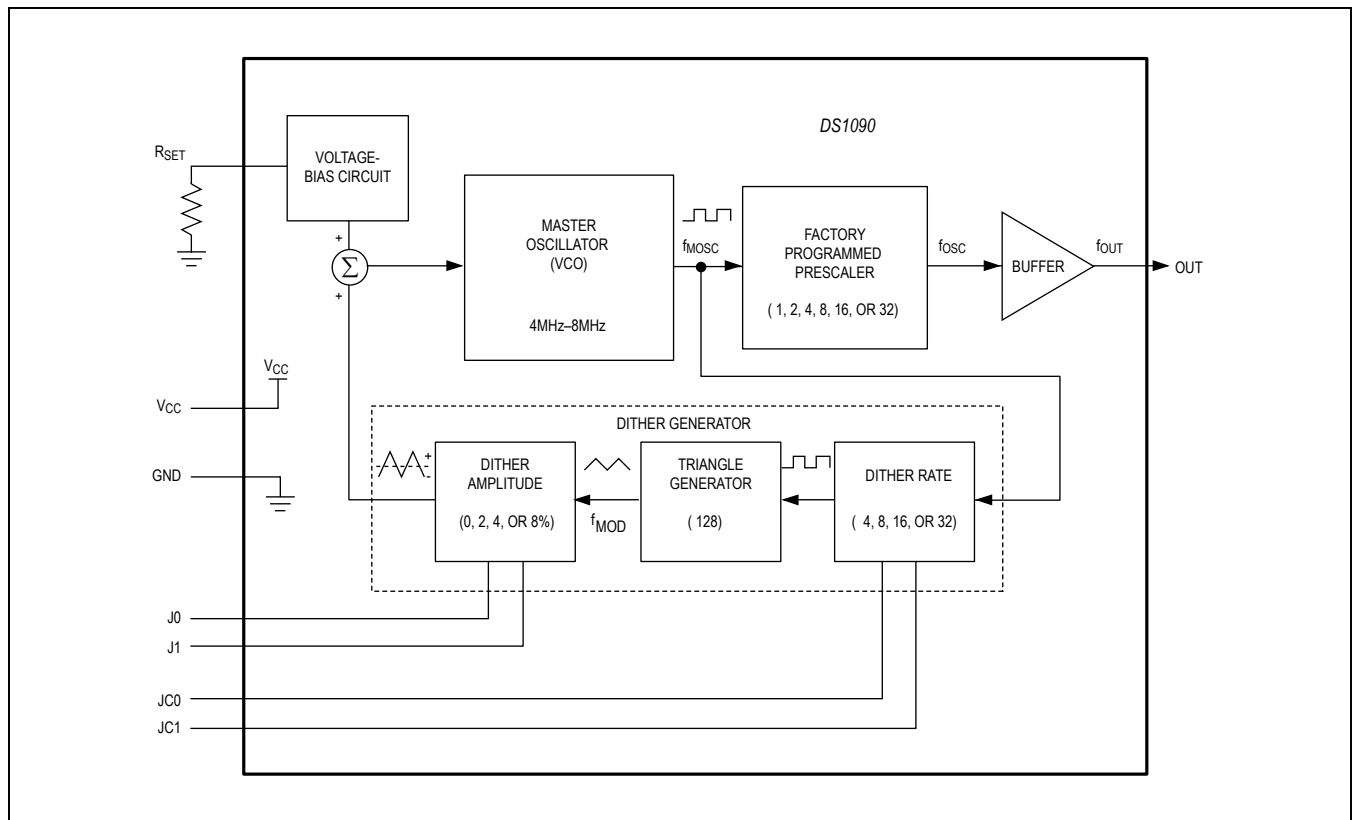 DS1090
RSET
VOLTAGE-
BIAS CIRCUIT
+
Σ
+
MASTER
OSCILLATOR
(VCO)
4MHz–8MHz
fMOSC
FACTORY
PROGRAMMED
PRESCALER
( 1, 2, 4, 8, 16, OR 32)
fOSC
BUFFER
fOUT
OUT
VCC
VCC
GND
DITHER GENERATOR
+
-
DITHER
AMPLITUDE
(0, 2, 4, OR 8%)
fMOD
TRIANGLE
GENERATOR
( 128)
DITHER RATE
( 4, 8, 16, OR 32)
J0
J1
JC0
JC1